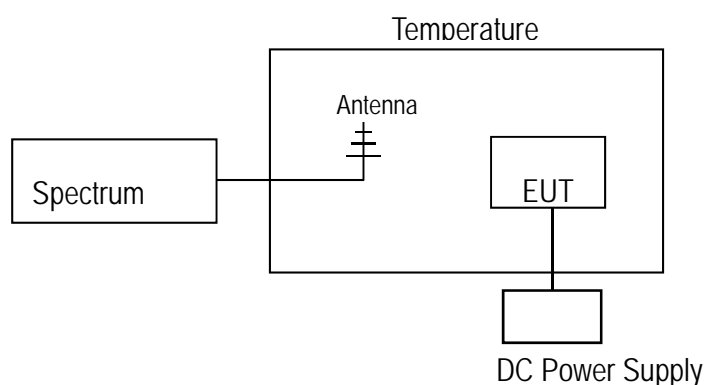 Temperature
Antenna
Spectrum
EUT
DC Power Supply